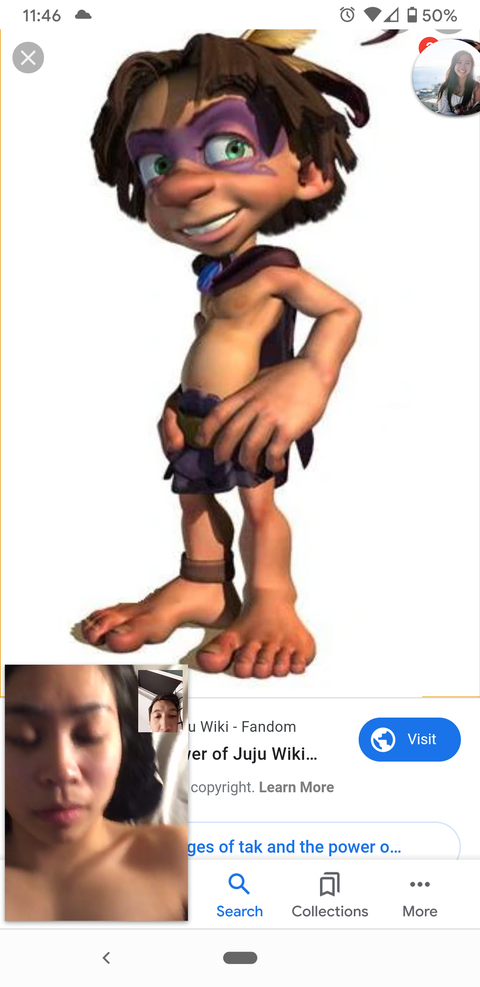 11:46
50%
u Wiki - Fandom
ver of Juju Wiki...
Visit
copyright. Learn More
ges of tak and the power o...
Search
Collections
More